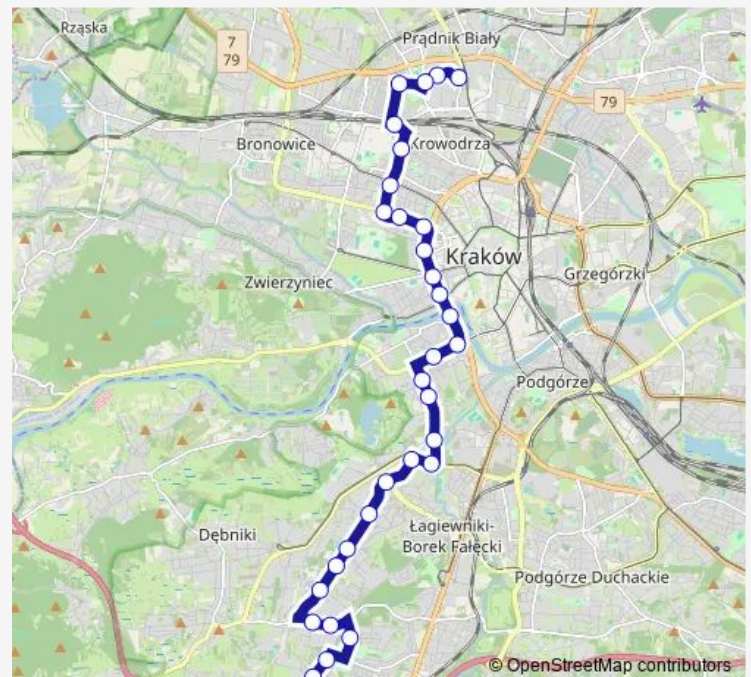 Rząska
Prądnik Biały
7
79
79
Bronowice
Krowodrza
Kraków
Grzegórzki
Zwierzyniec
Podgórze
Dębniki
Łagiewniki-
Borek Fałęcki
Podgórze Duchackie
© OpenStreetMap contributors